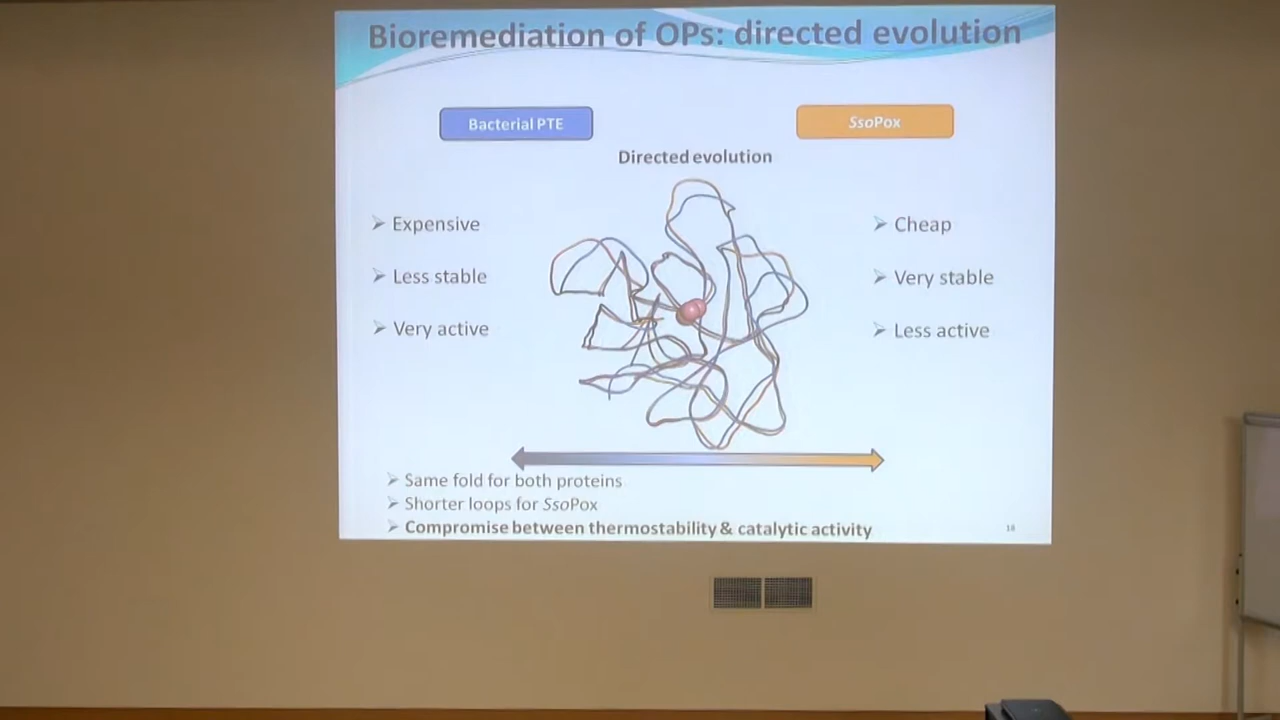 Bioremediation of OPs: directed evolution
Bacterial PTE
SsoPox
Directed evolution
➢ Expensive
➢ Cheap
➢ Less stable
➢ Very stable
➢ Very active
➢ Less active
➢ Same fold for both proteins
➢ Shorter loops for SsoPox
➢ Compromise between thermostability & catalytic activity
18